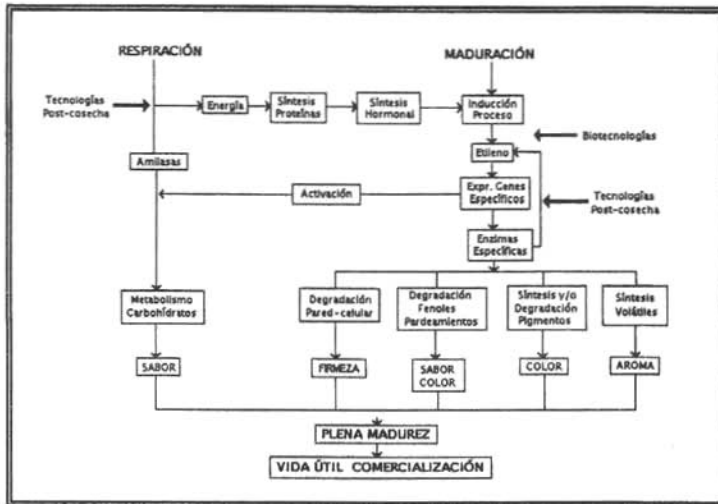 RESPIRACIÓN
MADURACIÓN
Tecnologías
Post-cosecha
Energía
Síntesis
Proteínas
Síntesis
Hormonal
Inducción
Proceso
Biotecnologías
Etileno
Amilasas
Activación
Expr. Genes
Específicos
Tecnologías
Post-cosecha
Enzimas
Específicas
Metabolismo
Carbohídratos
Degradación
Pared-celular
Degradación
Fenoles
Pardeamientos
Síntesis y/o
Degradación
Pigmentos
Síntesis
Volátiles
SABOR
FIRMEZA
SABOR
COLOR
COLOR
AROMA
PLENA MADUREZ
VIDA ÚTIL COMERCIALIZACIÓN